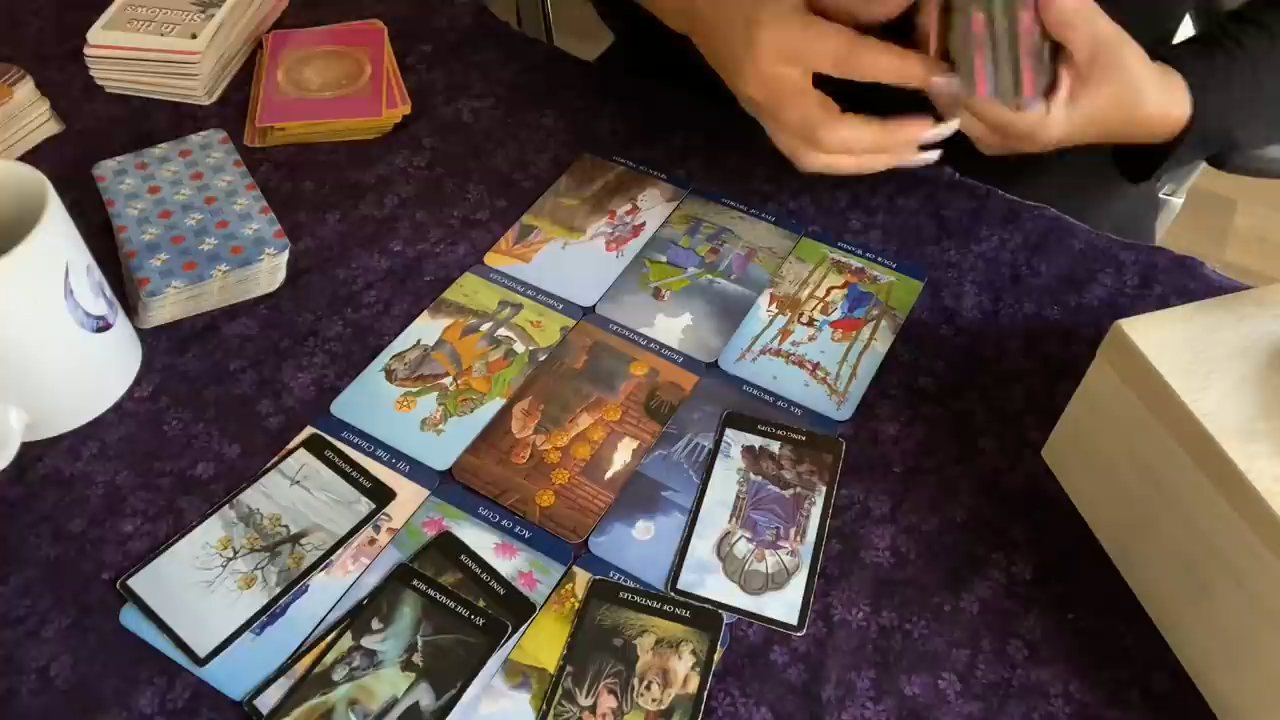 In the
Shadows
SEVEN OF SWORDS
FIVE OF SWORDS
FOUR OF WANDS
KNIGHT OF PENTACLES
EIGHT OF PENTACLES
SIX OF SWORDS
VII • THE CHARIOT
ACE OF CUPS
KING OF CUPS
FIVE OF PENTACLES
NINE OF WANDS
XV • THE SHADOW SIDE
TEN OF PENTACLES